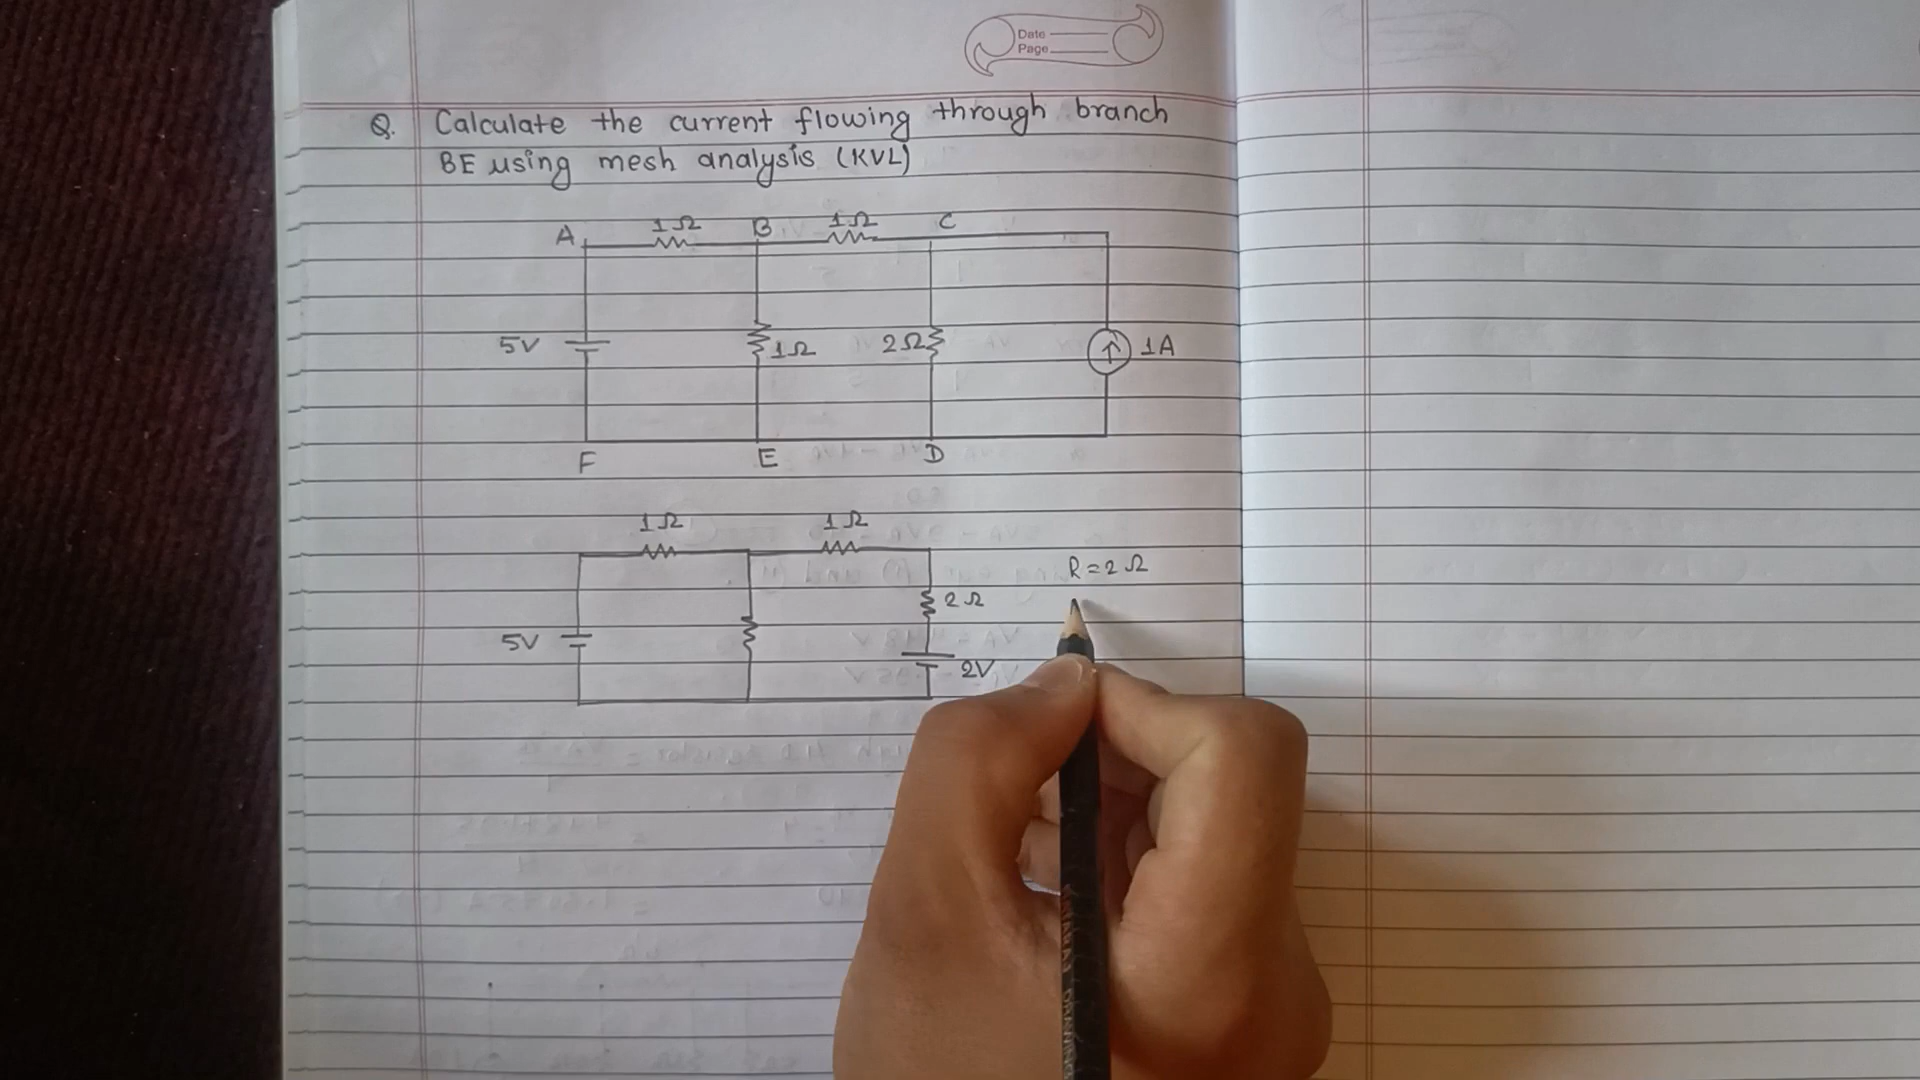 Date
Page
Q. Calculate the current flowing through branch
BE using mesh analysis (KVL)
A 1Ω B 1Ω C
5V 1Ω 2Ω 1A
F E D
1Ω 1Ω
R = 2Ω
2Ω
5V 2V